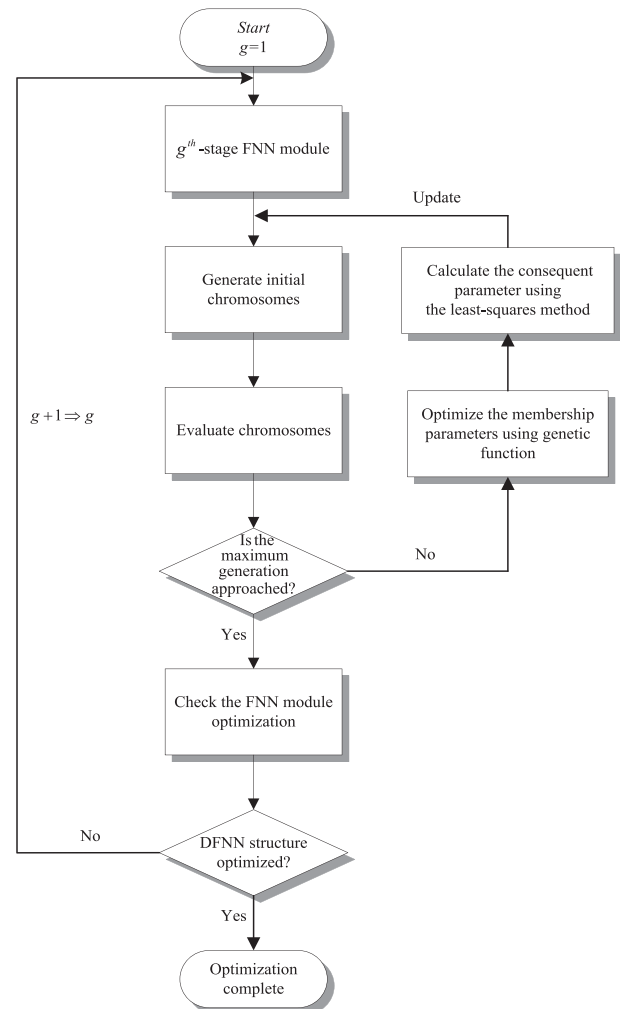 Start
g=1
g^th-stage FNN module
Update
Generate initial
chromosomes
Calculate the consequent
parameter using
the least-squares method
g+1⇒g
Evaluate chromosomes
Optimize the membership
parameters using genetic
function
Is the
maximum
generation
approached?
No
Yes
Check the FNN module
optimization
No
DFNN structure
optimized?
Yes
Optimization
complete